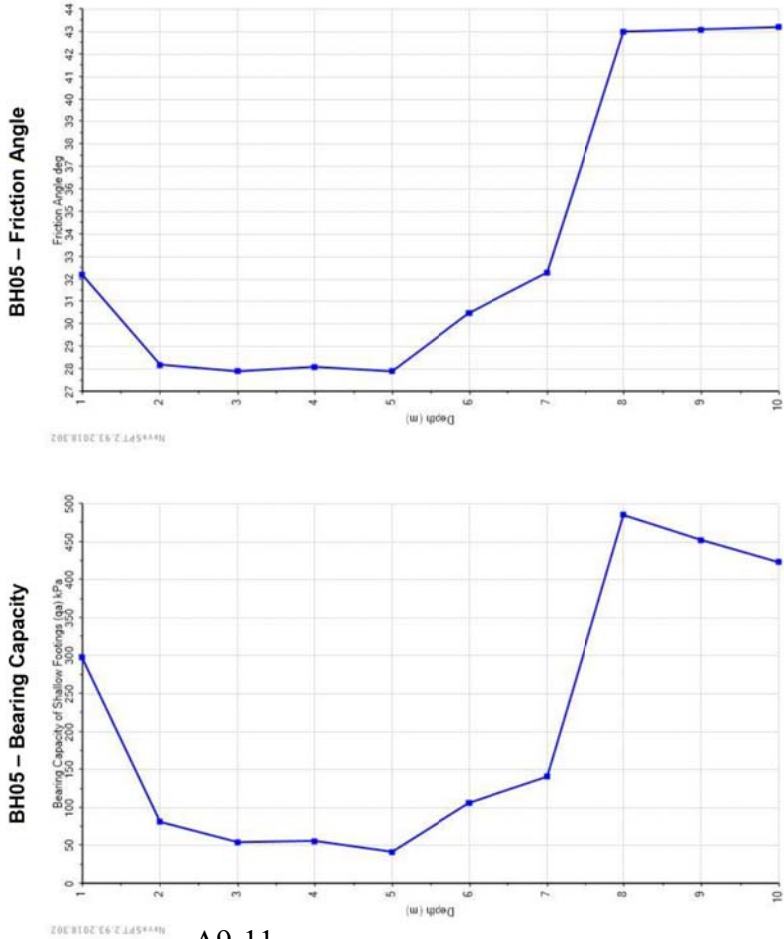 BH05 – Friction Angle
Friction Angle deg
27 28 29 30 31 32 33 34 35 36 37 38 39 40 41 42 43 44
1 2 3 4 5 6 7 8 9 10
Depth (m)
NovoSPT.2.93.2018.302
BH05 – Bearing Capacity
Bearing Capacity of Shallow Footings (qa) kPa
0 50 100 150 200 250 300 350 400 450 500
1 2 3 4 5 6 7 8 9 10
Depth (m)
NovoSPT.2.93.2018.302